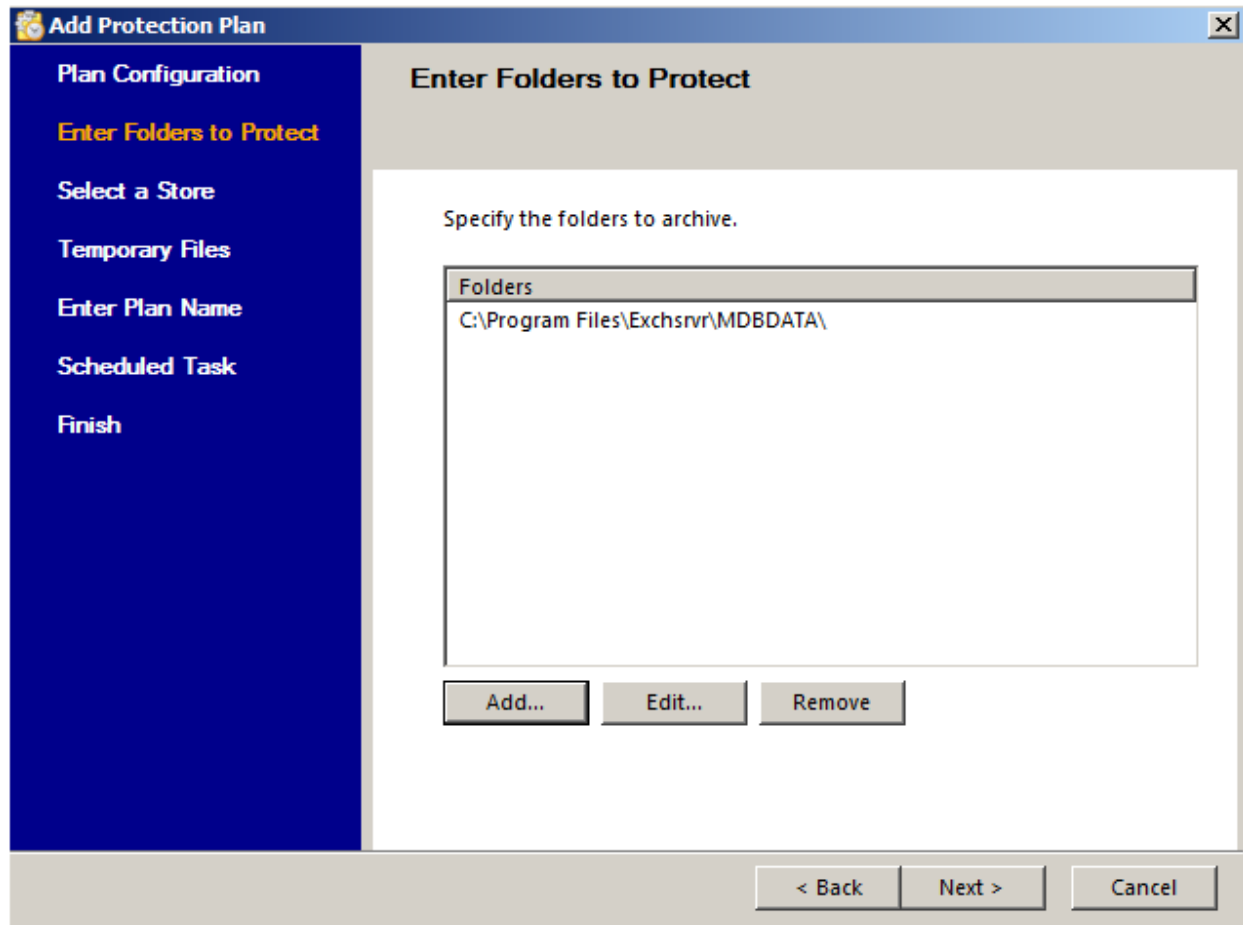 Add Protection Plan
Plan Configuration
Enter Folders to Protect
Select a Store
Temporary Files
Enter Plan Name
Scheduled Task
Finish
Enter Folders to Protect
Specify the folders to archive.
Folders
C:\Program Files\Exchsrvr\MDBDATA\
Add... Edit... Remove
< Back Next > Cancel